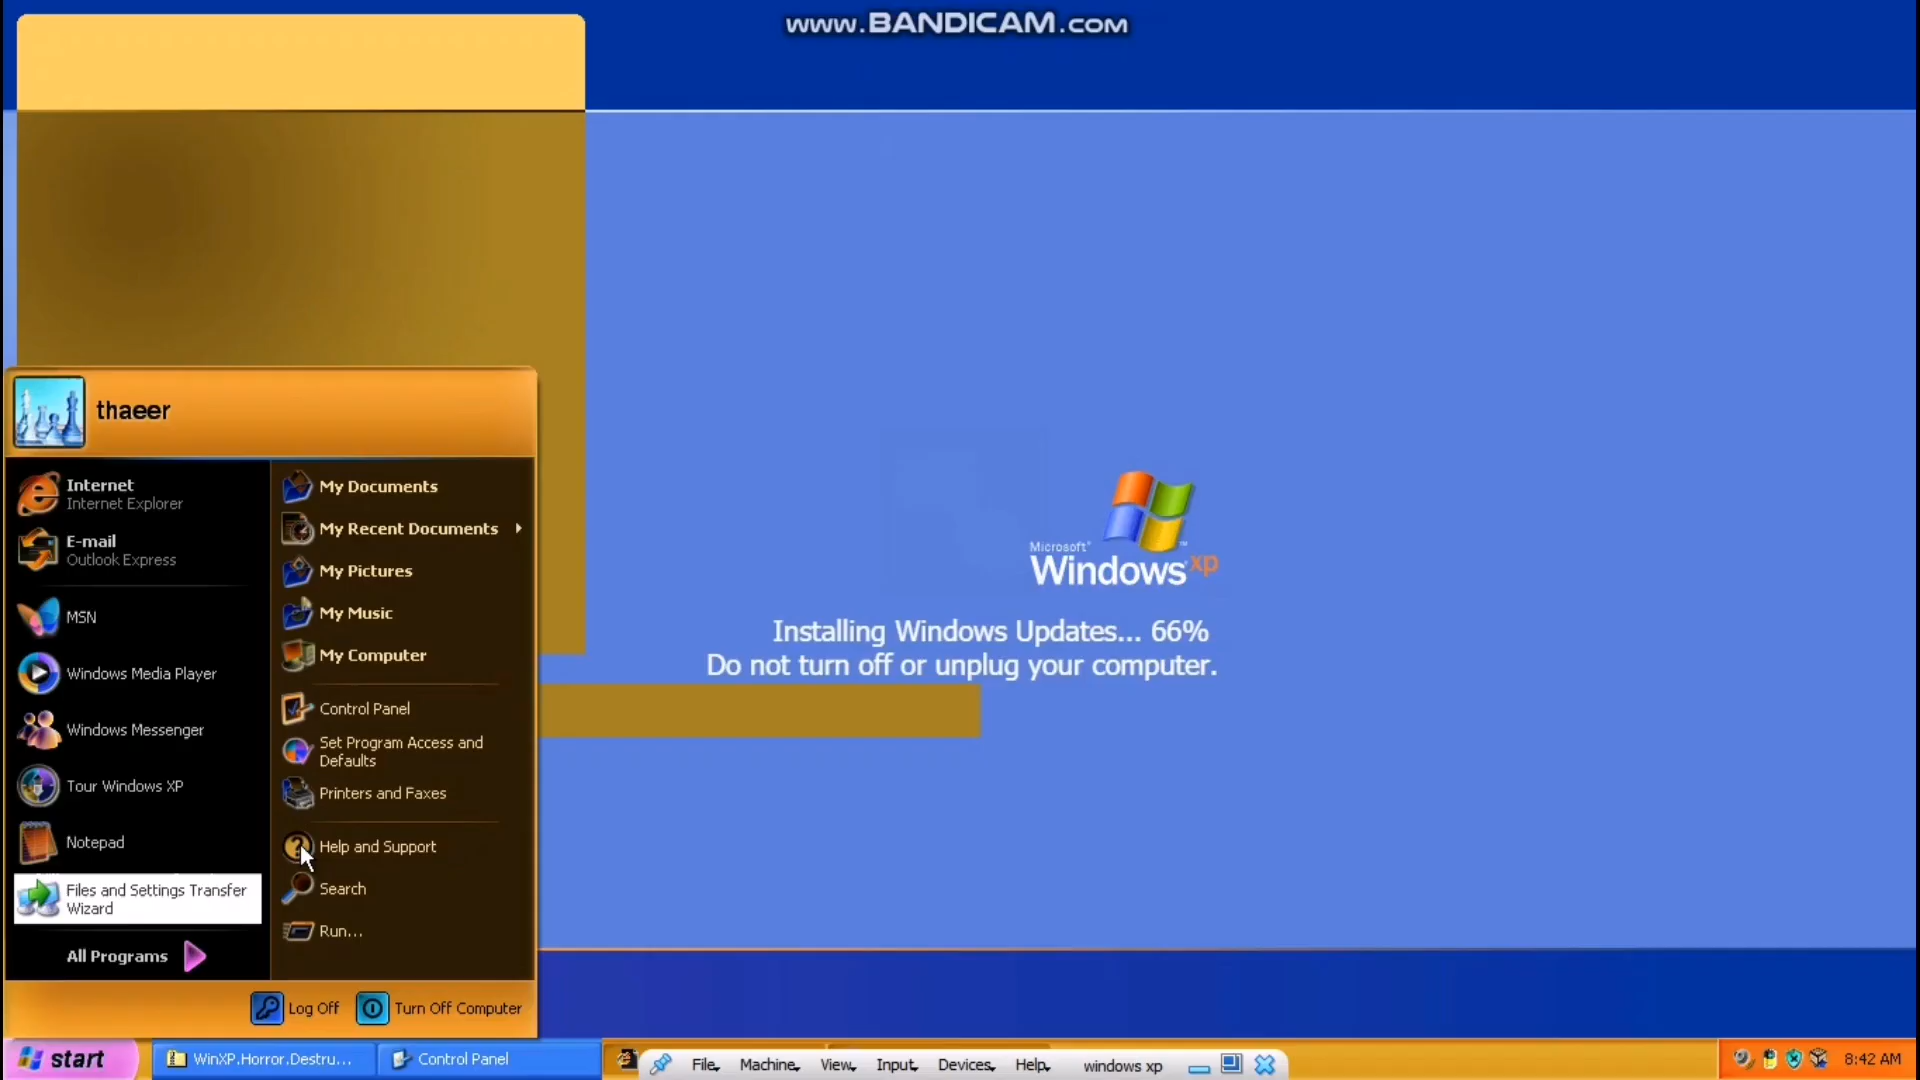 www.BANDICAM.com
thaeer
Internet
Internet Explorer
E-mail
Outlook Express
MSN
Windows Media Player
Windows Messenger
Tour Windows XP
Notepad
Files and Settings Transfer
Wizard
All Programs
My Documents
My Recent Documents
My Pictures
My Music
My Computer
Control Panel
Set Program Access and
Defaults
Printers and Faxes
Help and Support
Search
Run...
Log Off
Turn Off Computer
Microsoft®
Windows xp
Installing Windows Updates... 66%
Do not turn off or unplug your computer.
start
WinXP.Horror.Destru...
Control Panel
File
Machine
View
Input
Devices
Help
windows xp
8:42 AM